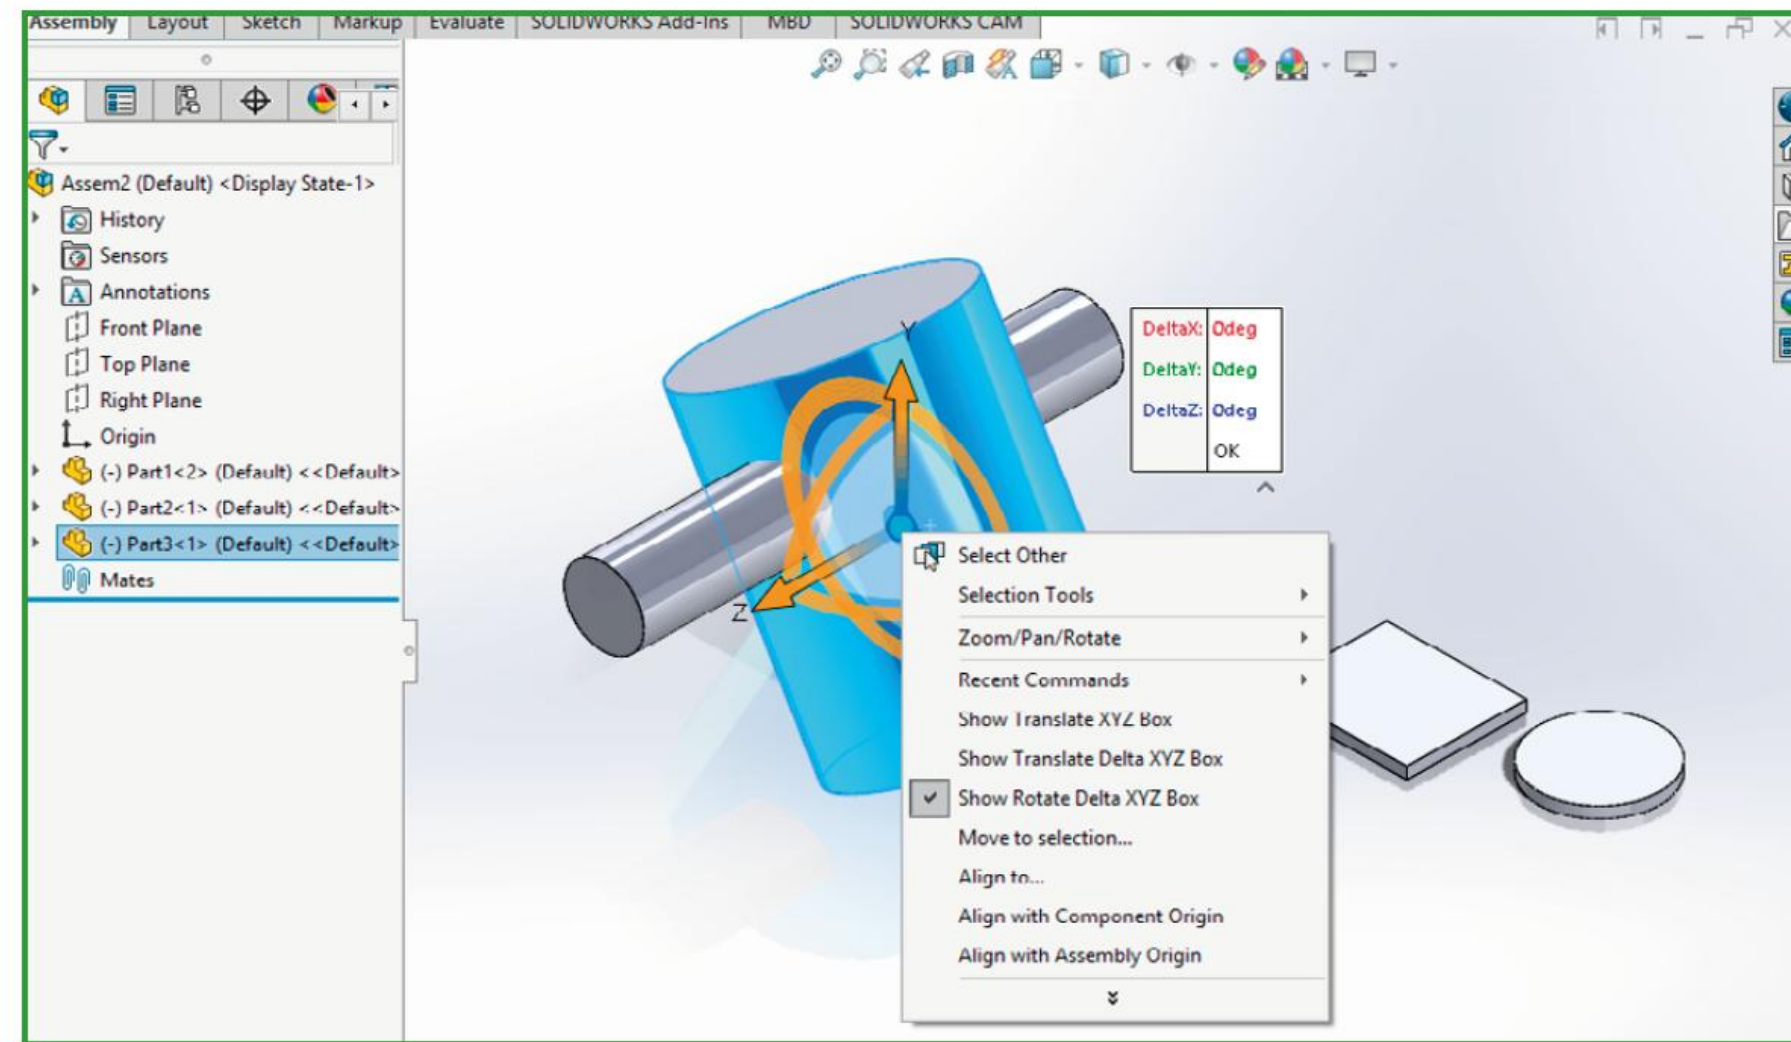 Assembly Layout Sketch Markup Evaluate SOLIDWORKS Add-Ins MBD SOLIDWORKS CAM
Assem2 (Default) <Display State-1>
History
Sensors
A Annotations
Front Plane
Top Plane
Right Plane
Origin
(-) Part1<2> (Default) <<Default>
(-) Part2<1> (Default) <<Default>
(-) Part3<1> (Default) <<Default>
Mates
Y
Z
DeltaX: 0deg
DeltaY: 0deg
DeltaZ: 0deg
OK
Select Other
Selection Tools
Zoom/Pan/Rotate
Recent Commands
Show Translate XYZ Box
Show Translate Delta XYZ Box
Show Rotate Delta XYZ Box
Move to selection...
Align to...
Align with Component Origin
Align with Assembly Origin